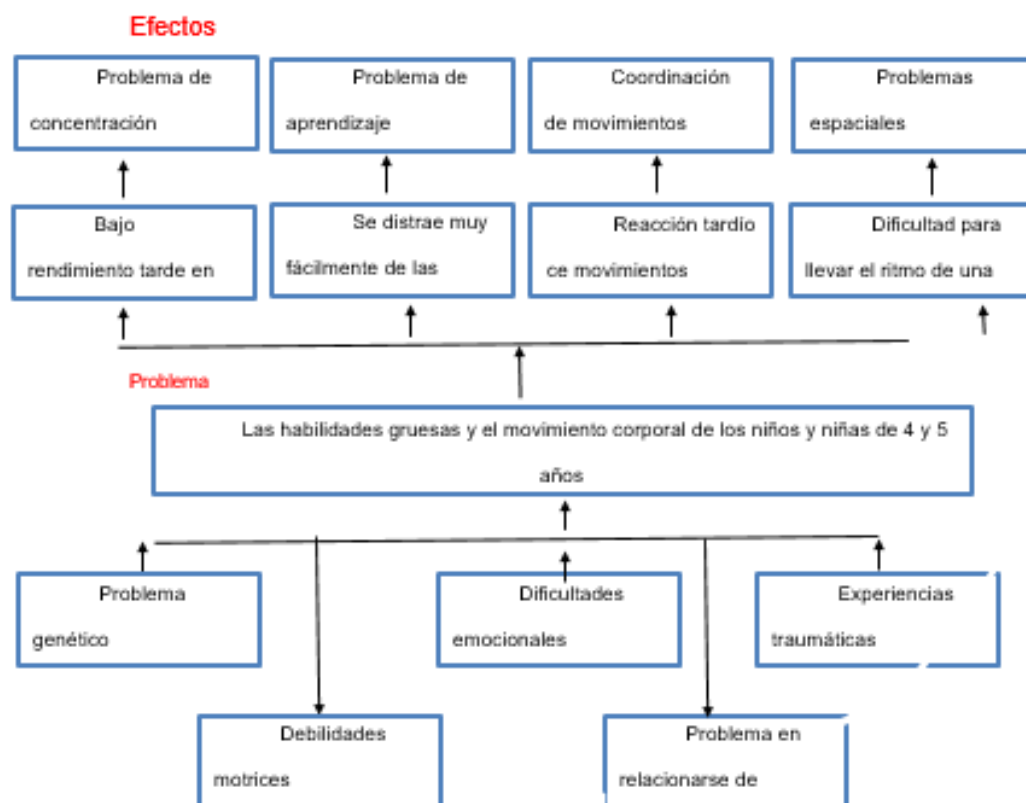 Efectos
Problema de
concentración
Problema de
aprendizaje
Coordinación
de movimientos
Problemas
espaciales
Bajo
rendimiento tarde en
Se distrae muy
fácilmente de las
Reacción tardío
ce movimientos
Dificultad para
llevar el ritmo de una
Problema
Las habilidades gruesas y el movimiento corporal de los niños y niñas de 4 y 5
años
Problema
genético
Dificultades
emocionales
Experiencias
traumáticas
Debilidades
motrices
Problema en
relacionarse de